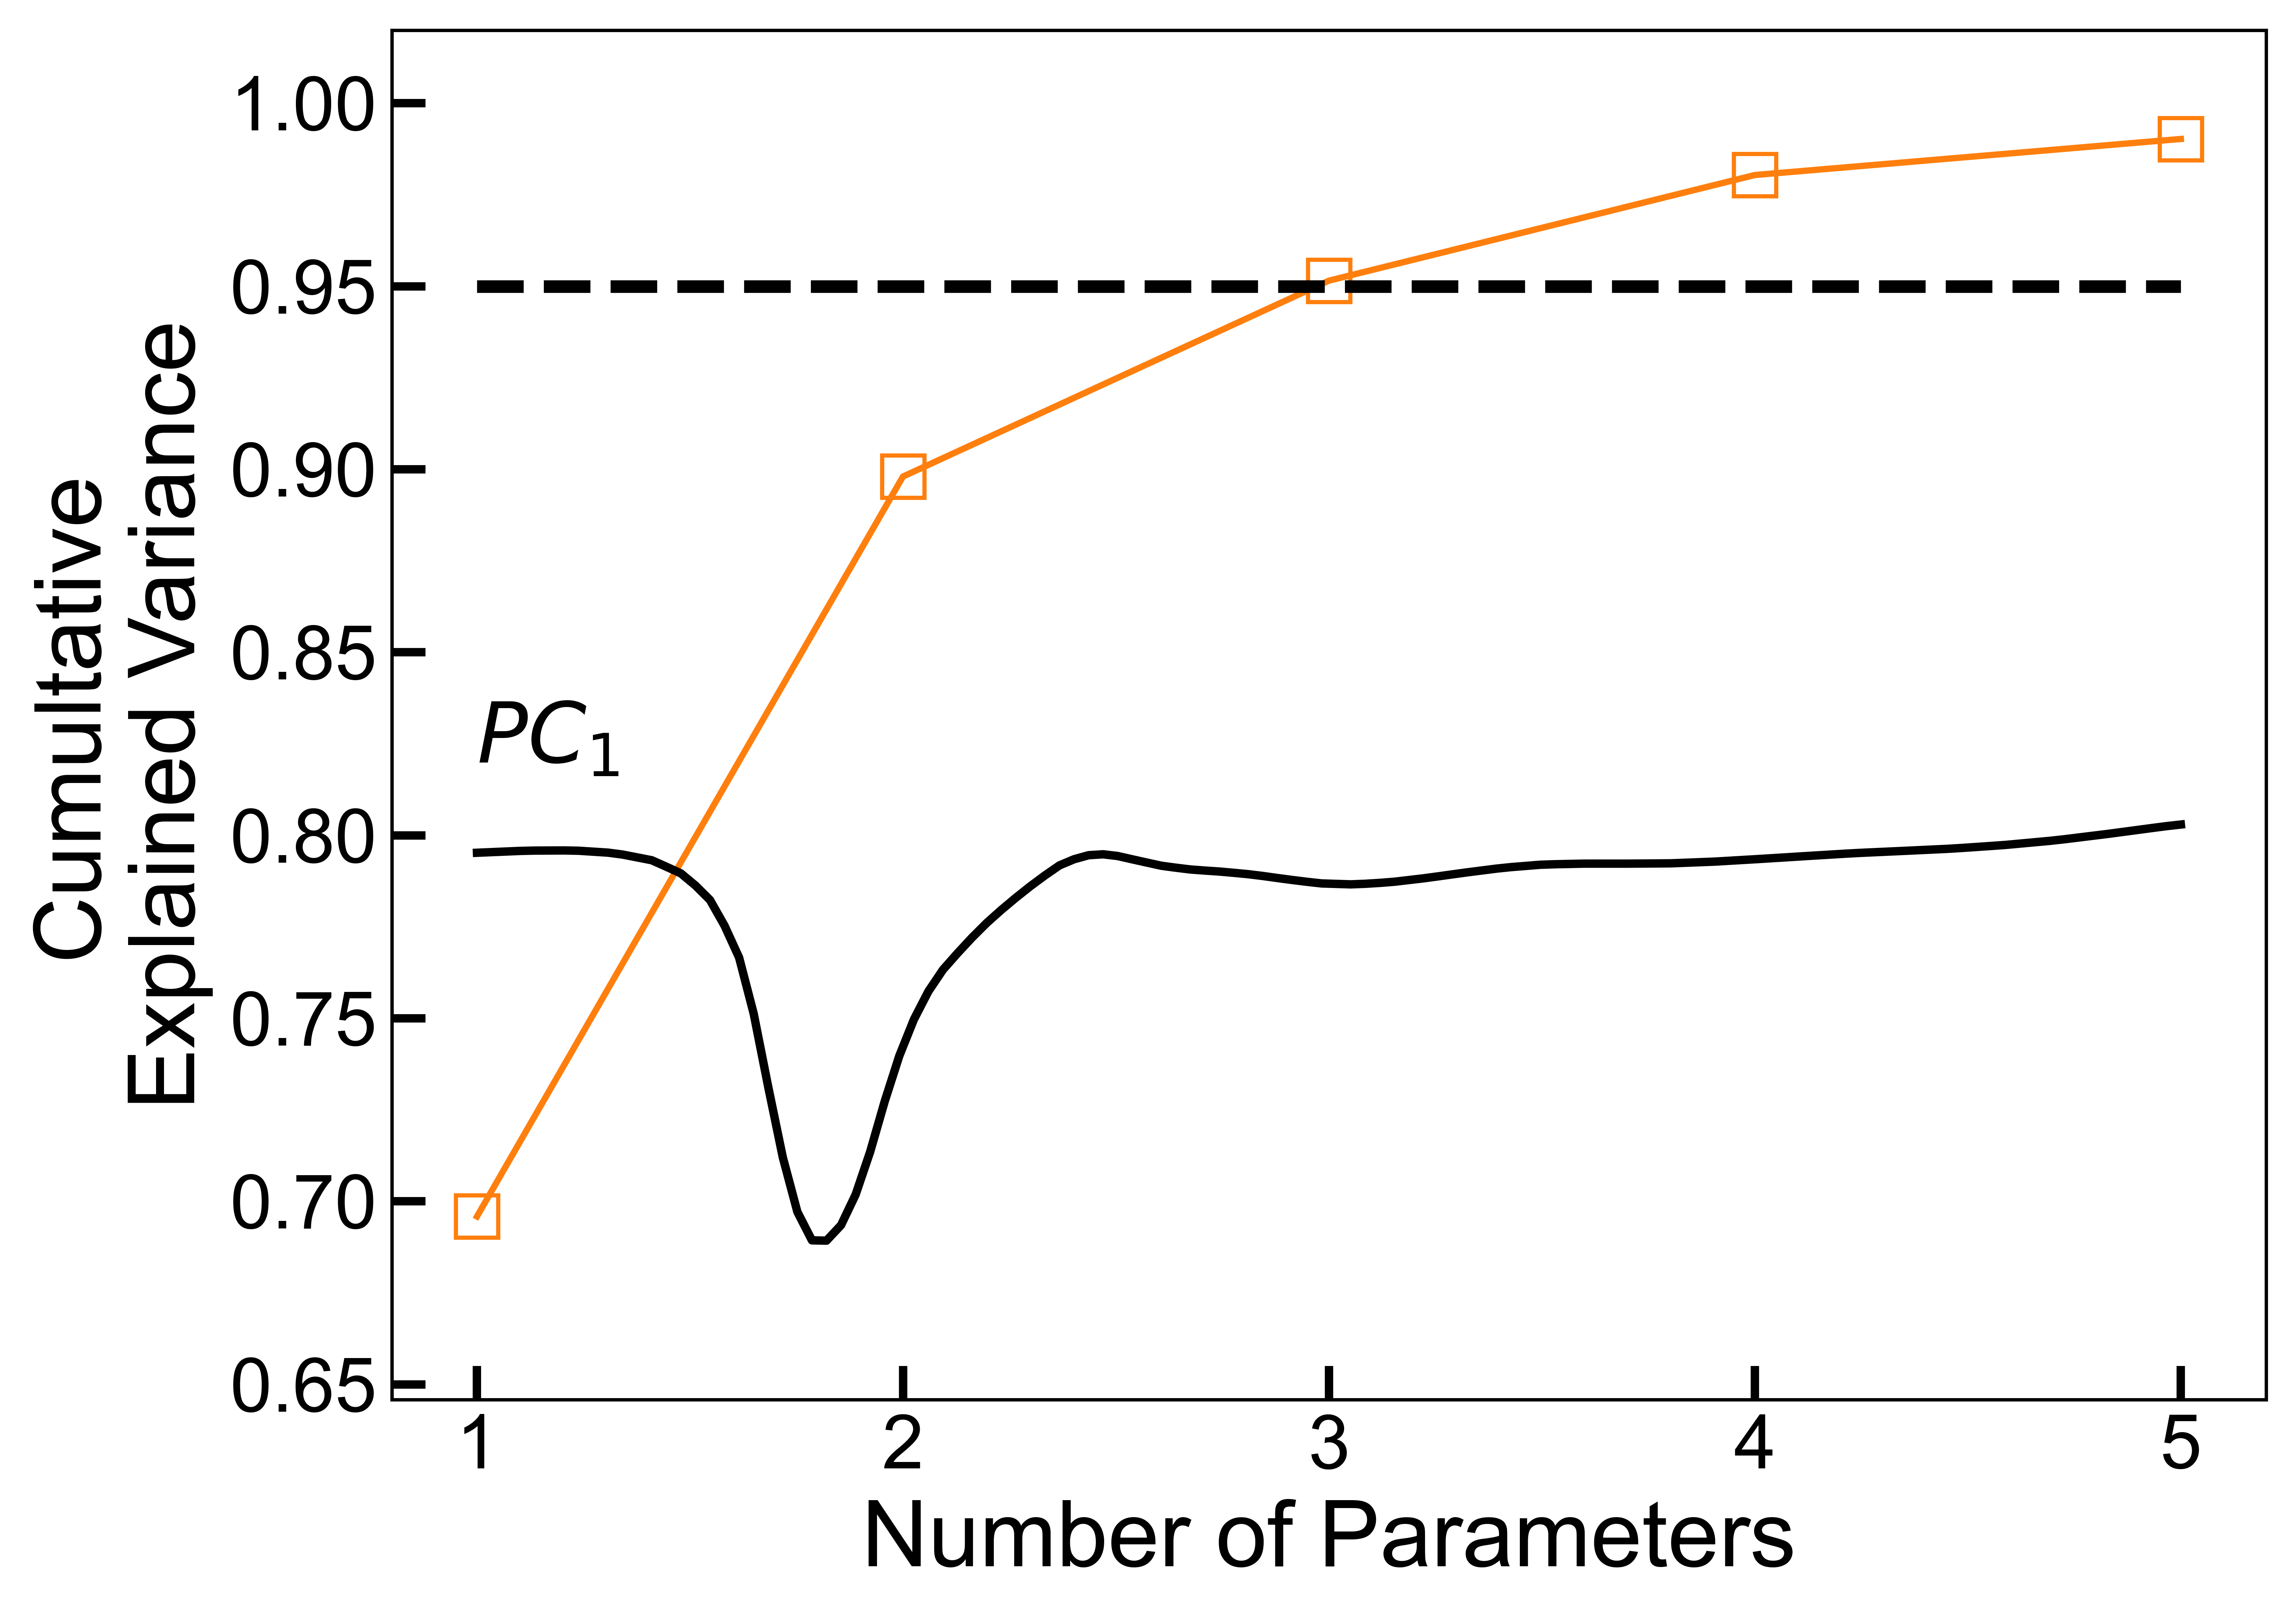 Cumultative
Explained Variance
1.00
0.95
0.90
0.85
0.80
0.75
0.70
0.65
PC₁
1 2 3 4 5
Number of Parameters